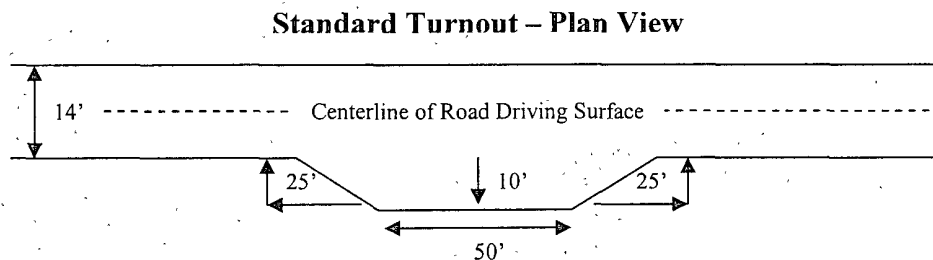 Standard Turnout – Plan View
14'
Centerline of Road Driving Surface
25'
10'
25'
50'